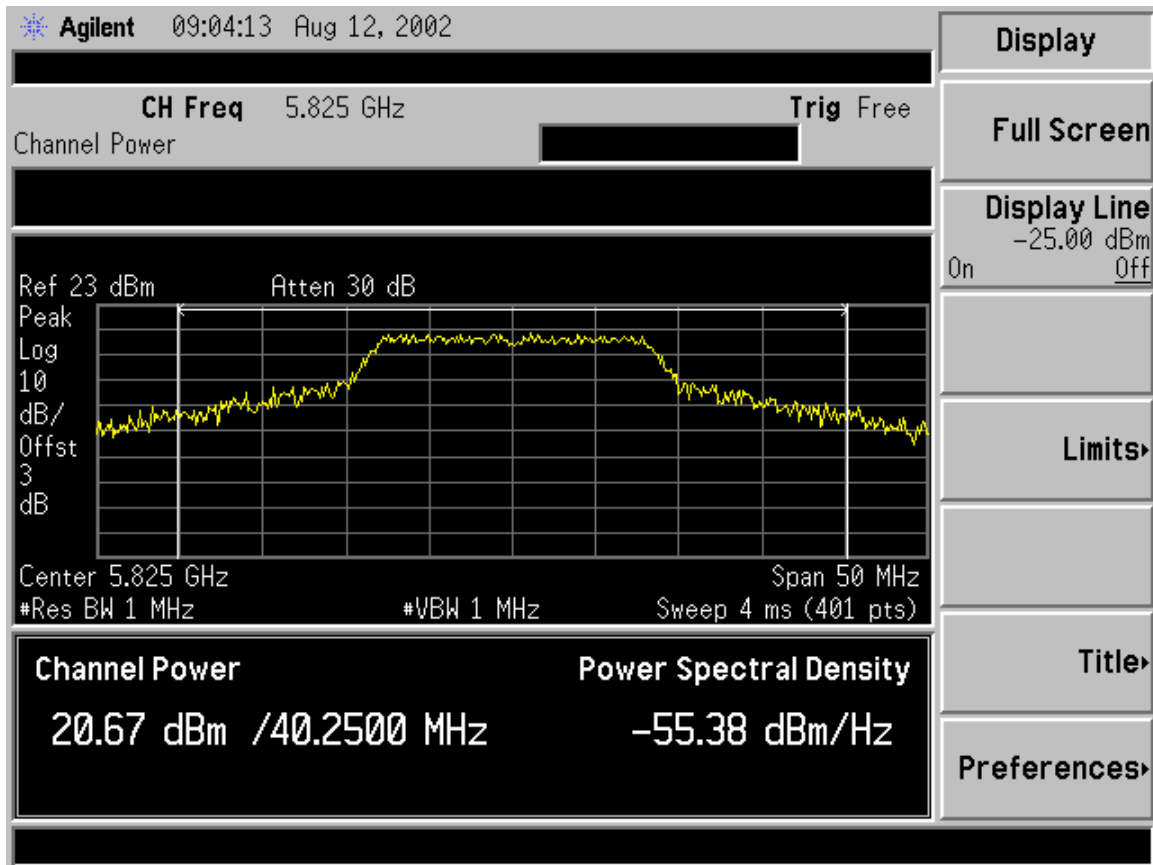 Agilent 09:04:13 Aug 12, 2002
Display
CH Freq 5.825 GHz Trig Free
Channel Power
Full Screen
Display Line
-25.00 dBm
On Off
Ref 23 dBm Atten 30 dB
Peak
Log
10
dB/
Offst
3
dB
Center 5.825 GHz Span 50 MHz
#Res BW 1 MHz #VBW 1 MHz Sweep 4 ms (401 pts)
Limits
Channel Power Power Spectral Density
20.67 dBm /40.2500 MHz -55.38 dBm/Hz
Title
Preferences